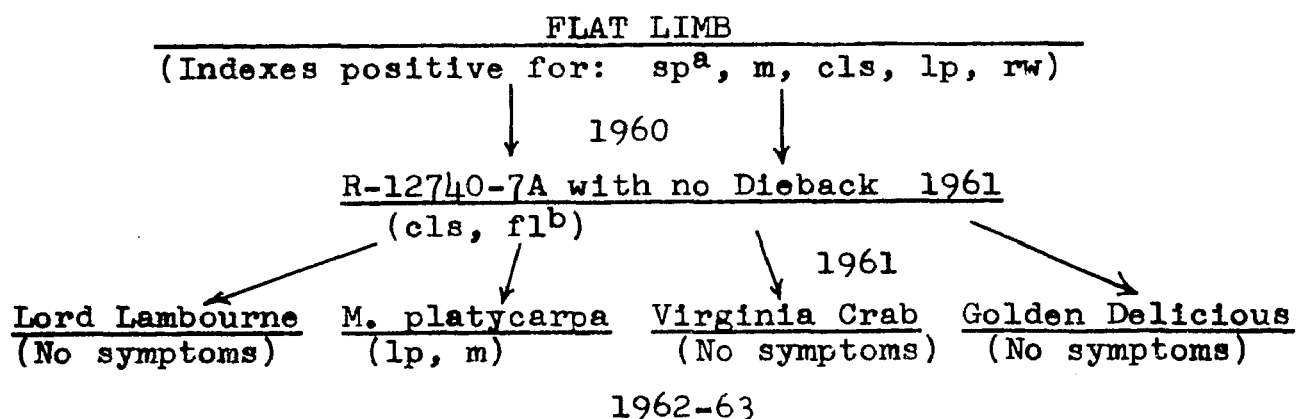 FLAT LIMB
(Indexes positive for: spa, m, cls, lp, rw)
1960
R-12740-7A with no Dieback 1961
(cls, flb)
1961
Lord Lambourne M. platycarpa Virginia Crab Golden Delicious
(No symptoms) (lp, m) (No symptoms) (No symptoms)
1962-63